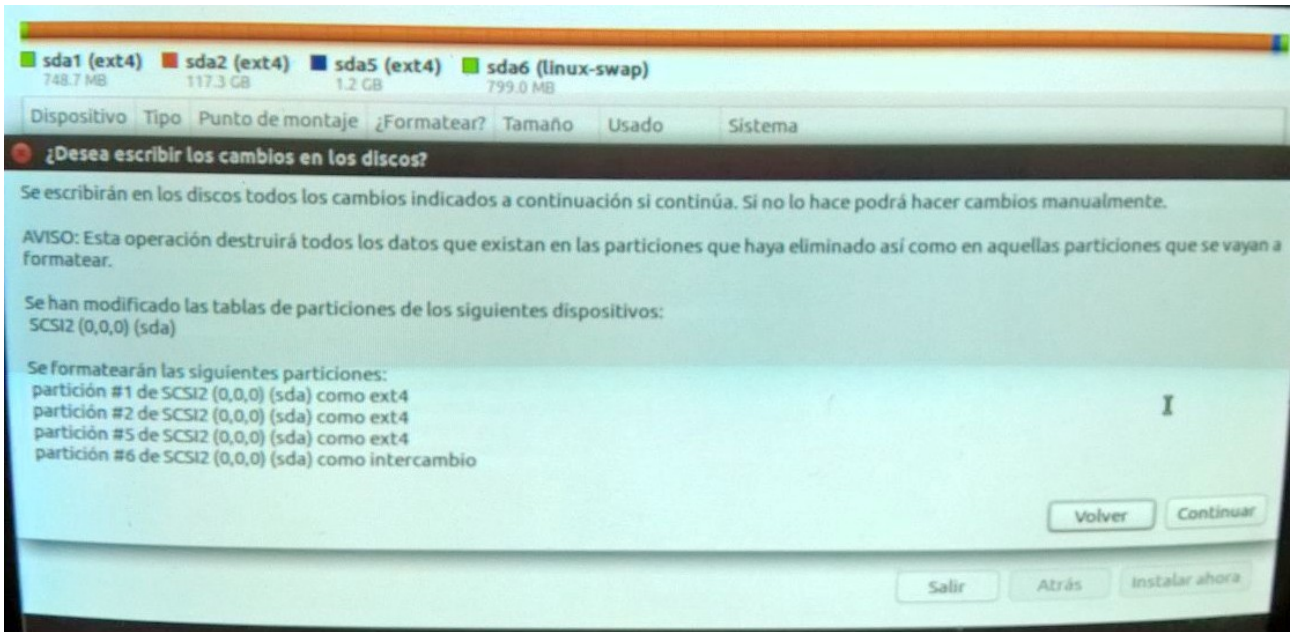 sda1 (ext4) sda2 (ext4) sda5 (ext4) sda6 (linux-swap)
748.7 MB 117.3 GB 1.2 GB 799.0 MB
Dispositivo Tipo Punto de montaje ¿Formatear? Tamaño Usado Sistema
¿Desea escribir los cambios en los discos?
Se escribirán en los discos todos los cambios indicados a continuación si continúa. Si no lo hace podrá hacer cambios manualmente.
AVISO: Esta operación destruirá todos los datos que existan en las particiones que haya eliminado así como en aquellas particiones que se vayan a
formatear.
Se han modificado las tablas de particiones de los siguientes dispositivos:
SCSI2 (0,0,0) (sda)
Se formatearán las siguientes particiones:
partición #1 de SCSI2 (0,0,0) (sda) como ext4
partición #2 de SCSI2 (0,0,0) (sda) como ext4
partición #5 de SCSI2 (0,0,0) (sda) como ext4
partición #6 de SCSI2 (0,0,0) (sda) como intercambio
Volver Continuar
Salir Atrás Instalar ahora